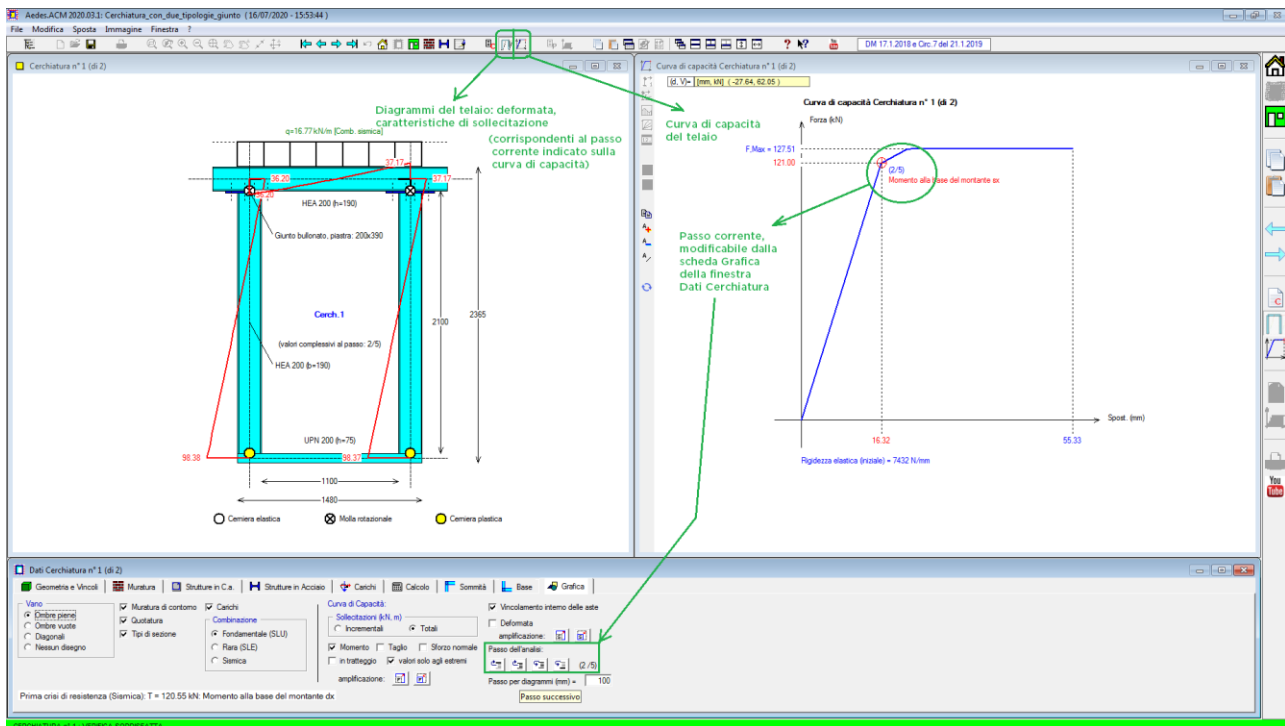 Aedes.ACM 2020.03.1: Cerchiatura_con_due_tipologie_giunto (16/07/2020 - 15:53:44 )
File Modifica Sposta Immagine Finestra ?
DM 17.1.2018 e Circ.7 del 21.1.2019
Cerchiatura n° 1 (di 2)
Diagrammi del telaio: deformata,
caratteristiche di sollecitazione
(corrispondenti al passo
corrente indicato sulla
curva di capacità)
q=16.77 kN/m [Comb. sismica]
37.17
36.20
37.17
36.20
HEA 200 (h=190)
Giunto bullonato, piastra: 200x390
Cerch.1
(valori complessivi al passo: 2/5)
HEA 200 (b=190)
2100
2365
UPN 200 (h=75)
98.38
98.37
1100
1480
Cerniera elastica
Molla rotazionale
Cerniera plastica
Curva di capacità Cerchiatura n° 1 (di 2)
(d, V)= [mm, kN] ( -27.64, 62.05 )
Curva di capacità
del telaio
Curva di capacità Cerchiatura n° 1 (di 2)
Forza (kN)
F.Max = 127.51
121.00
(2/5)
Momento alla base del montante sx
Passo corrente,
modificabile dalla
scheda Grafica
della finestra
Dati Cerchiatura
Spost. (mm)
16.32
55.33
Rigidezza elastica (iniziale) = 7432 N/mm
You
Tube
Dati Cerchiatura n° 1 (di 2)
Geometria e Vincoli
Muratura
Strutture in C.a.
Strutture in Acciaio
Carichi
Calcolo
Sommità
Base
Grafica
Vano
Ombre piene
Ombre vuote
Diagonali
Nessun disegno
Muratura di contorno
Quotatura
Tipi di sezione
Carichi
Combinazione
Fondamentale (SLU)
Rara (SLE)
Sismica
Curva di Capacità:
Sollecitazioni (kN, m)
Incrementali
Totali
Momento
Taglio
Sforzo normale
in tratteggio
valori solo agli estremi
amplificazione:
Vincolamento interno delle aste
Deformata
amplificazione:
Passo dell'analisi:
(2 /5)
Passo per diagrammi (mm) =
100
Passo successivo
Prima crisi di resistenza (Sismica): T = 120.55 kN: Momento alla base del montante dx